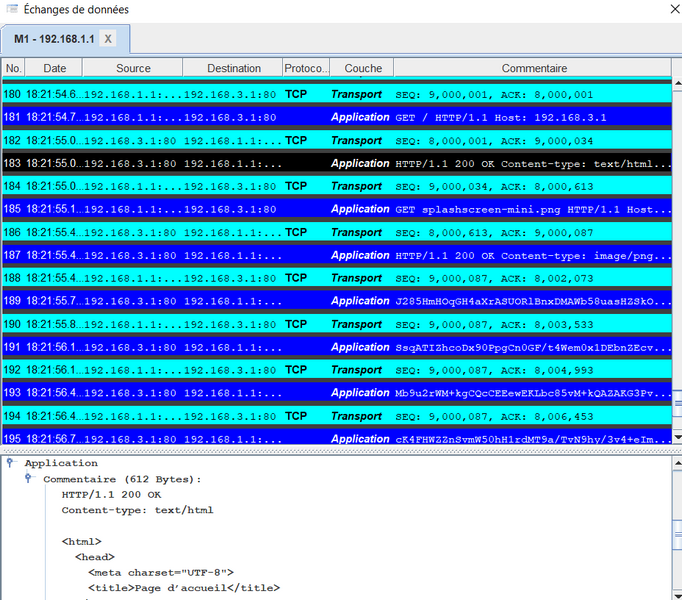 Échanges de données
M1 - 192.168.1.1 X
No. Date Source Destination Protoco... Couche Commentaire
180 18:21:54.6... 192.168.1.1:... 192.168.3.1:80 TCP Transport SEQ: 9,000,001, ACK: 8,000,001
181 18:21:54.7... 192.168.1.1:... 192.168.3.1:80 Application GET / HTTP/1.1 Host: 192.168.3.1
182 18:21:55.0... 192.168.3.1:80 192.168.1.1:... TCP Transport SEQ: 8,000,001, ACK: 9,000,034
183 18:21:55.0... 192.168.3.1:80 192.168.1.1:... Application HTTP/1.1 200 OK Content-type: text/html...
184 18:21:55.0... 192.168.1.1:... 192.168.3.1:80 TCP Transport SEQ: 9,000,034, ACK: 8,000,613
185 18:21:55.1... 192.168.1.1:... 192.168.3.1:80 Application GET splashscreen-mini.png HTTP/1.1 Host...
186 18:21:55.4... 192.168.3.1:80 192.168.1.1:... TCP Transport SEQ: 8,000,613, ACK: 9,000,087
187 18:21:55.4... 192.168.3.1:80 192.168.1.1:... Application HTTP/1.1 200 OK Content-type: image/png...
188 18:21:55.4... 192.168.1.1:... 192.168.3.1:80 TCP Transport SEQ: 9,000,087, ACK: 8,002,073
189 18:21:55.7... 192.168.3.1:80 192.168.1.1:... Application
190 18:21:55.8... 192.168.1.1:... 192.168.3.1:80 TCP Transport SEQ: 9,000,087, ACK: 8,003,533
191 18:21:56.1... 192.168.3.1:80 192.168.1.1:... Application
192 18:21:56.1... 192.168.1.1:... 192.168.3.1:80 TCP Transport SEQ: 9,000,087, ACK: 8,004,993
193 18:21:56.4... 192.168.3.1:80 192.168.1.1:... Application
194 18:21:56.4... 192.168.1.1:... 192.168.3.1:80 TCP Transport SEQ: 9,000,087, ACK: 8,006,453
195 18:21:56.7... 192.168.3.1:80 192.168.1.1:... Application
Application
Commentaire (612 Bytes):
HTTP/1.1 200 OK
Content-type: text/html
<html>
<head>
<meta charset="UTF-8">
<title>Page d'accueil</title>